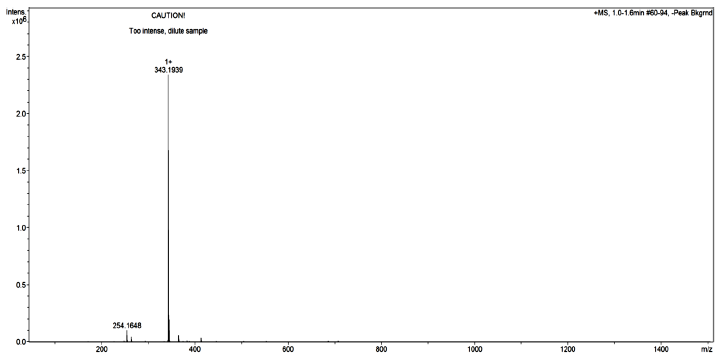 Intens.
x10⁶
CAUTION!
Too intense, dilute sample
+MS, 1.0-1.6min #60-94, -Peak Bkgrnd
1+
343.1939
2.5
2.0
1.5
1.0
0.5
254.1648
0.0
200
400
600
800
1000
1200
1400
m/z